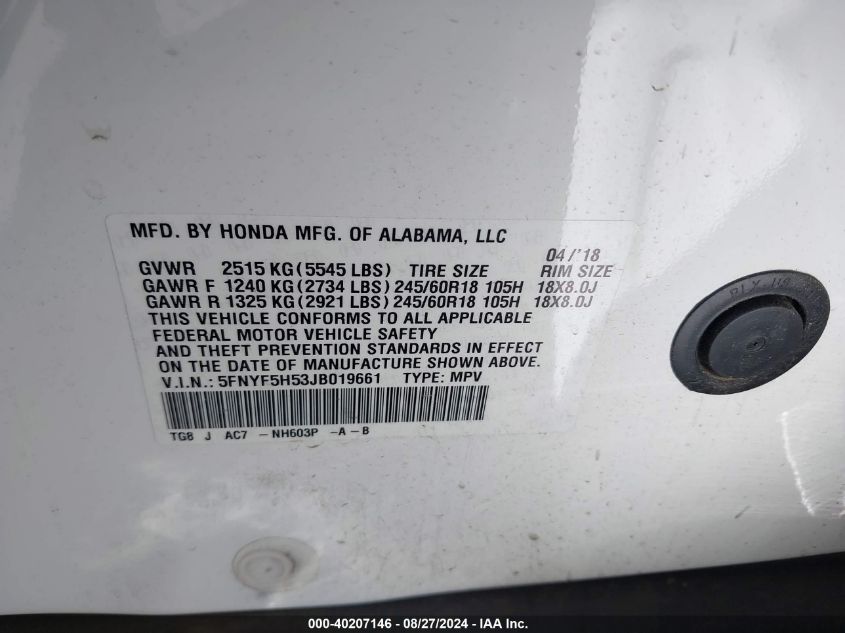 MFD. BY HONDA MFG. OF ALABAMA, LLC
04/'18
GVWR 2515 KG (5545 LBS) TIRE SIZE RIM SIZE
GAWR F 1240 KG (2734 LBS) 245/60R18 105H 18X8.0J
GAWR R 1325 KG (2921 LBS) 245/60R18 105H 18X8.0J
THIS VEHICLE CONFORMS TO ALL APPLICABLE
FEDERAL MOTOR VEHICLE SAFETY
AND THEFT PREVENTION STANDARDS IN EFFECT
ON THE DATE OF MANUFACTURE SHOWN ABOVE.
V.I.N.: 5FNYF5H53JB019661 TYPE: MPV
TG8 J AC7 -NH603P -A-B
000-40207146 - 08/27/2024 - IAA Inc.